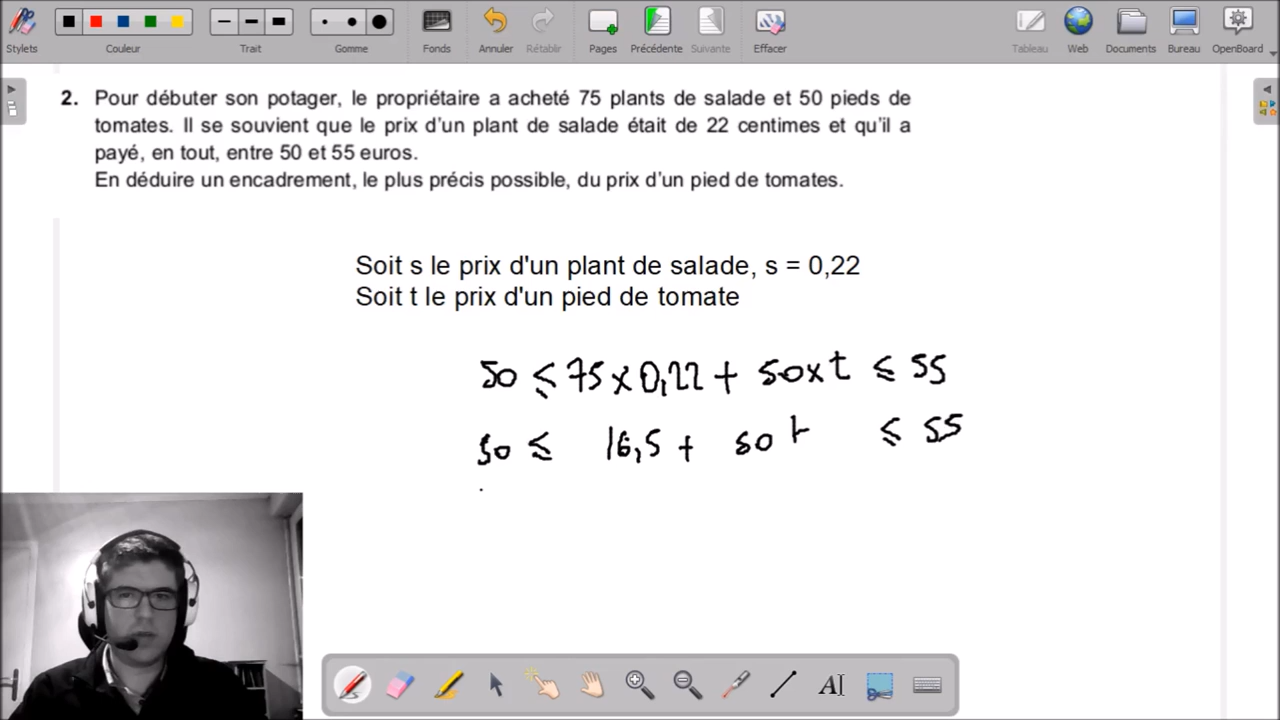 Stylets Couleur Trait Gomme Fonds Annuler Rétablir Pages Précédente Suivante Effacer Tableau Web Documents Bureau OpenBoard
2. Pour débuter son potager, le propriétaire a acheté 75 plants de salade et 50 pieds de
tomates. Il se souvient que le prix d'un plant de salade était de 22 centimes et qu'il a
payé, en tout, entre 50 et 55 euros.
En déduire un encadrement, le plus précis possible, du prix d'un pied de tomates.
Soit s le prix d'un plant de salade, s = 0,22
Soit t le prix d'un pied de tomate
50 ≤ 75 x 0,22 + 50 x t ≤ 55
50 ≤ 16,5 + 50 t ≤ 55
AI